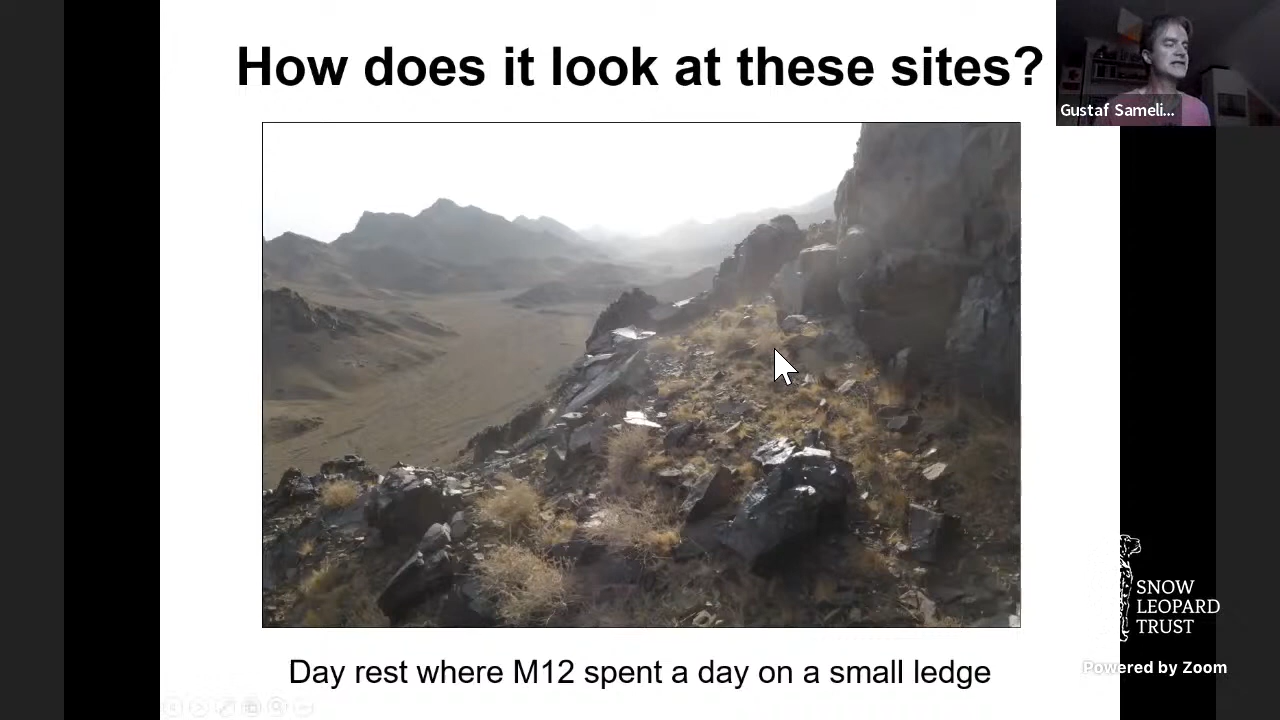 How does it look at these sites?
Gustaf Sameli...
SNOW
LEOPARD
TRUST
Day rest where M12 spent a day on a small ledge
Powered by Zoom